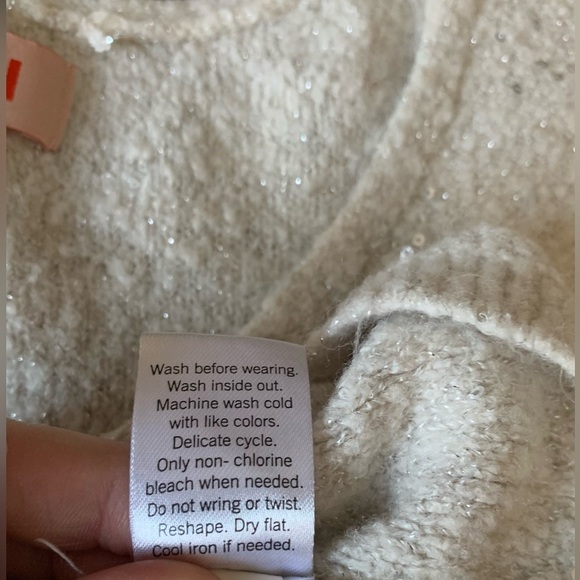 Wash before wearing.
Wash inside out.
Machine wash cold
with like colors.
Delicate cycle.
Only non- chlorine
bleach when needed.
Do not wring or twist.
Reshape. Dry flat.
Cool iron if needed.